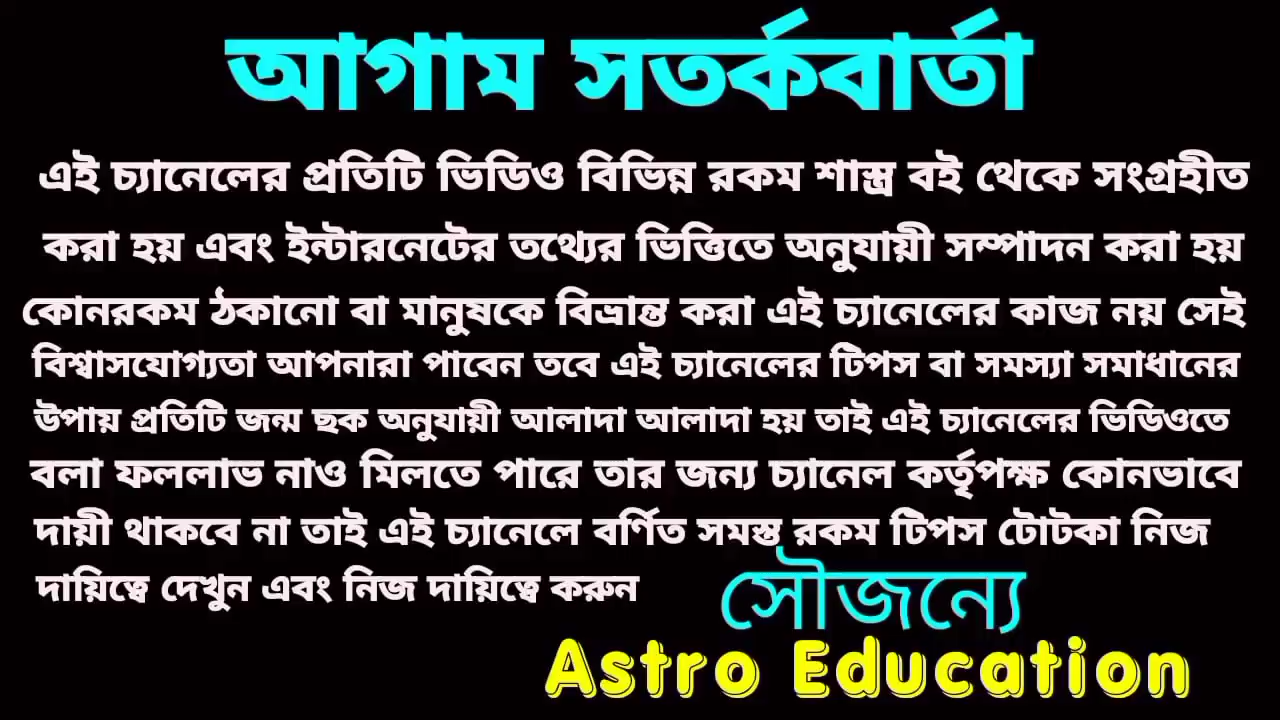 আগাম সতর্কবার্তা
এই চ্যানেলের প্রতিটি ভিডিও বিভিন্ন রকম শাস্ত্র বই থেকে সংগ্রহীত
করা হয় এবং ইন্টারনেটের তথ্যের ভিত্তিতে অনুযায়ী সম্পাদন করা হয়
কোনরকম ঠকানো বা মানুষকে বিভ্রান্ত করা এই চ্যানেলের কাজ নয় সেই
বিশ্বাসযোগ্যতা আপনারা পাবেন তবে এই চ্যানেলের টিপস বা সমস্যা সমাধানের
উপায় প্রতিটি জন্ম ছক অনুযায়ী আলাদা আলাদা হয় তাই এই চ্যানেলের ভিডিওতে
বলা ফললাভ নাও মিলতে পারে তার জন্য চ্যানেল কর্তৃপক্ষ কোনভাবে
দায়ী থাকবে না তাই এই চ্যানেলে বর্ণিত সমস্ত রকম টিপস টোটকা নিজ
দায়িত্বে দেখুন এবং নিজ দায়িত্বে করুন
সৌজন্যে
Astro Education